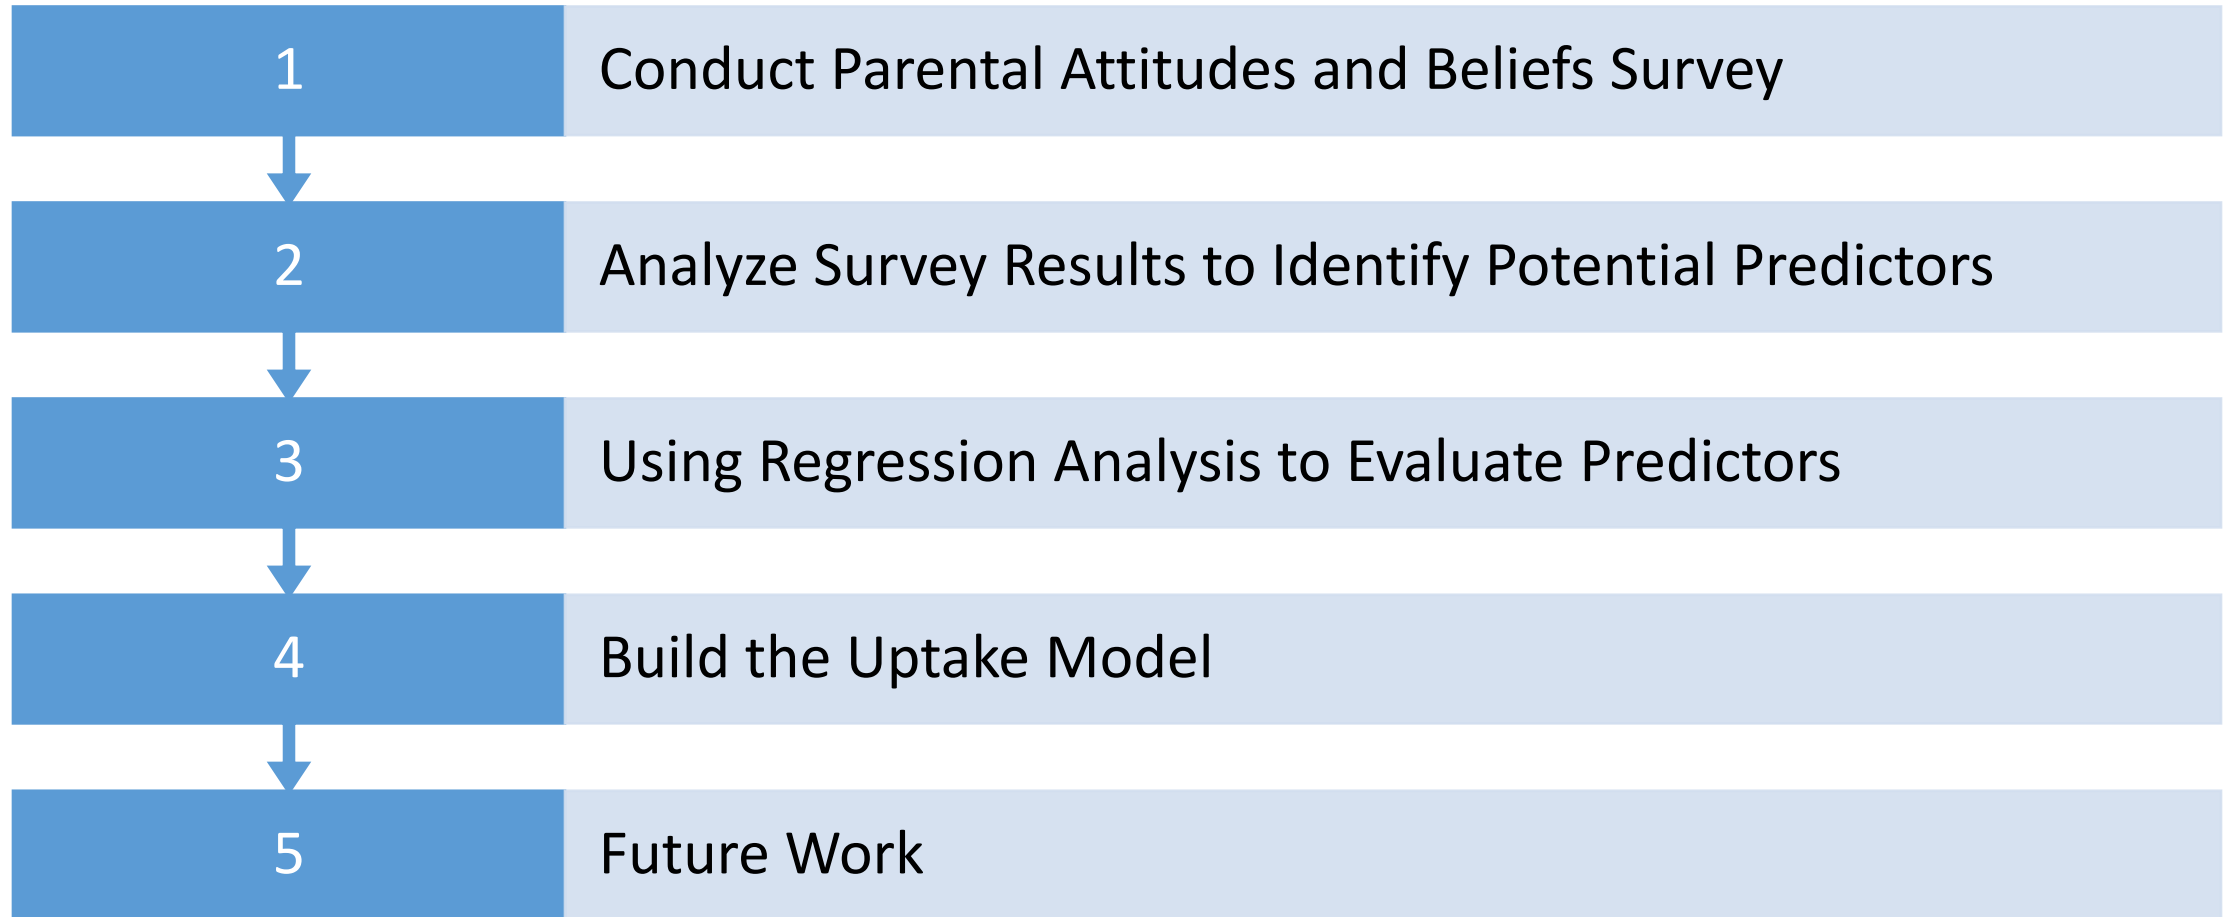 1 Conduct Parental Attitudes and Beliefs Survey
2 Analyze Survey Results to Identify Potential Predictors
3 Using Regression Analysis to Evaluate Predictors
4 Build the Uptake Model
5 Future Work